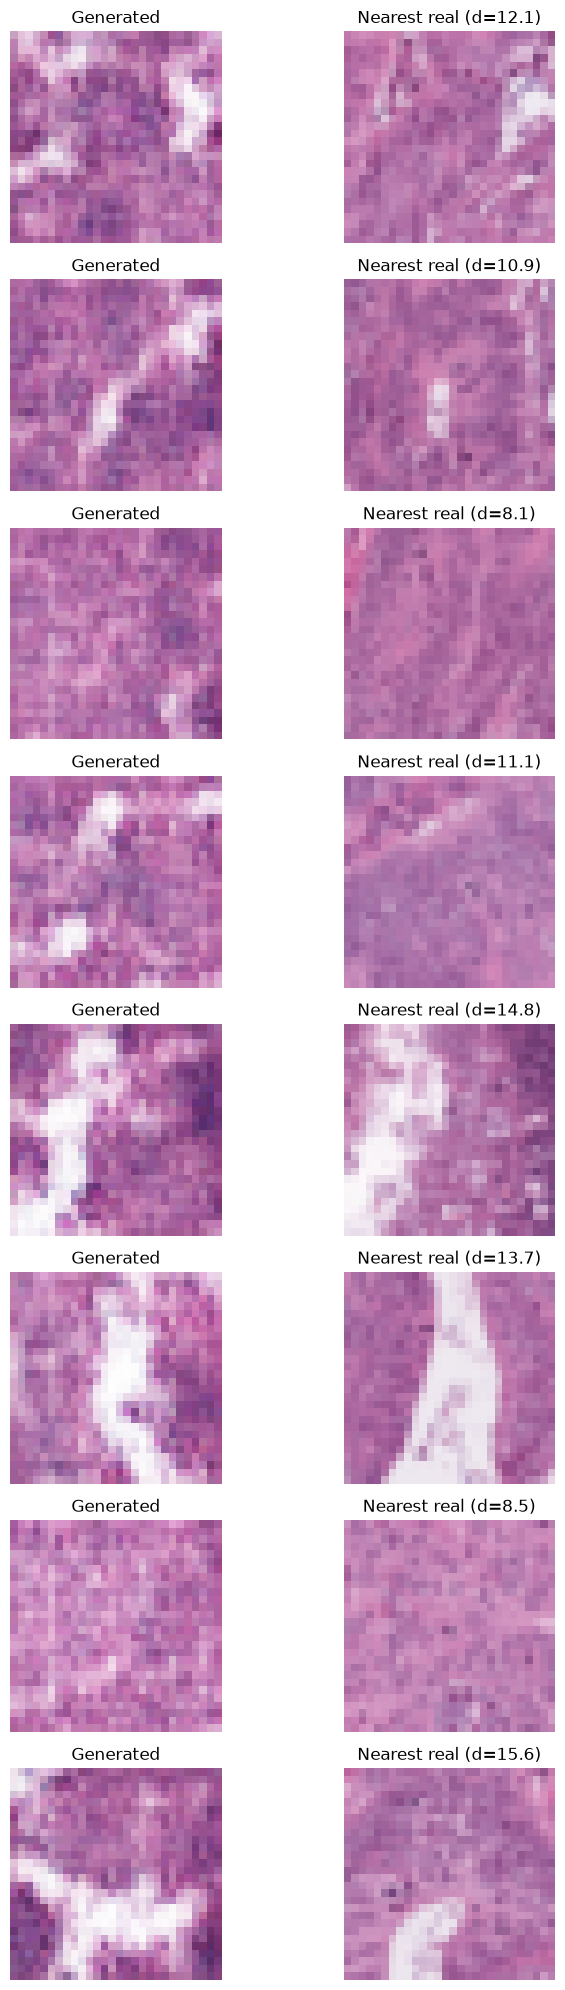 Generated Nearest real (d=12.1)
Generated Nearest real (d=10.9)
Generated Nearest real (d=8.1)
Generated Nearest real (d=11.1)
Generated Nearest real (d=14.8)
Generated Nearest real (d=13.7)
Generated Nearest real (d=8.5)
Generated Nearest real (d=15.6)